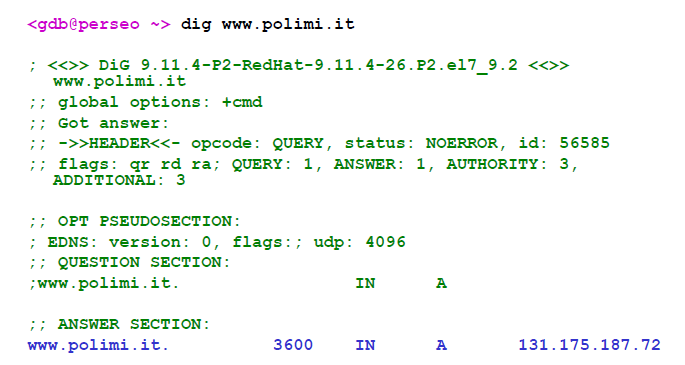 <gdb@perseo ~> dig www.polimi.it
; <<>> DiG 9.11.4-P2-RedHat-9.11.4-26.P2.el7_9.2 <<>>
www.polimi.it
;; global options: +cmd
;; Got answer:
;; ->>HEADER<<- opcode: QUERY, status: NOERROR, id: 56585
;; flags: qr rd ra; QUERY: 1, ANSWER: 1, AUTHORITY: 3,
ADDITIONAL: 3
;; OPT PSEUDOSECTION:
; EDNS: version: 0, flags:; udp: 4096
;; QUESTION SECTION:
;www.polimi.it. IN A
;; ANSWER SECTION:
www.polimi.it. 3600 IN A 131.175.187.72